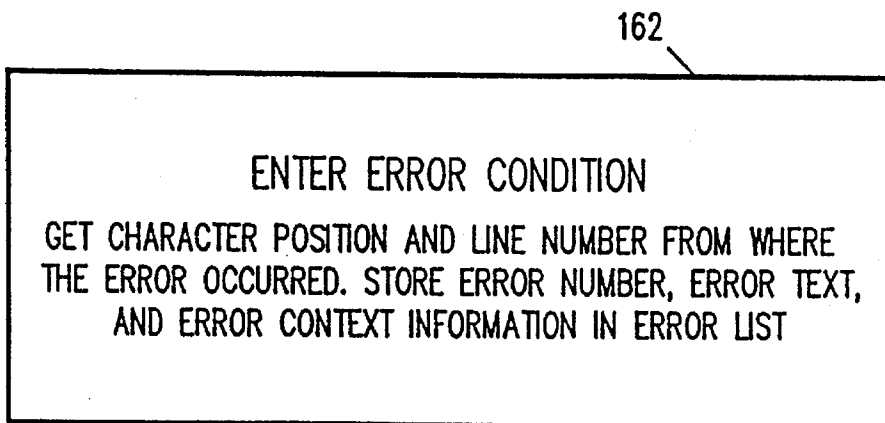 162
ENTER ERROR CONDITION
GET CHARACTER POSITION AND LINE NUMBER FROM WHERE
THE ERROR OCCURRED. STORE ERROR NUMBER, ERROR TEXT,
AND ERROR CONTEXT INFORMATION IN ERROR LIST